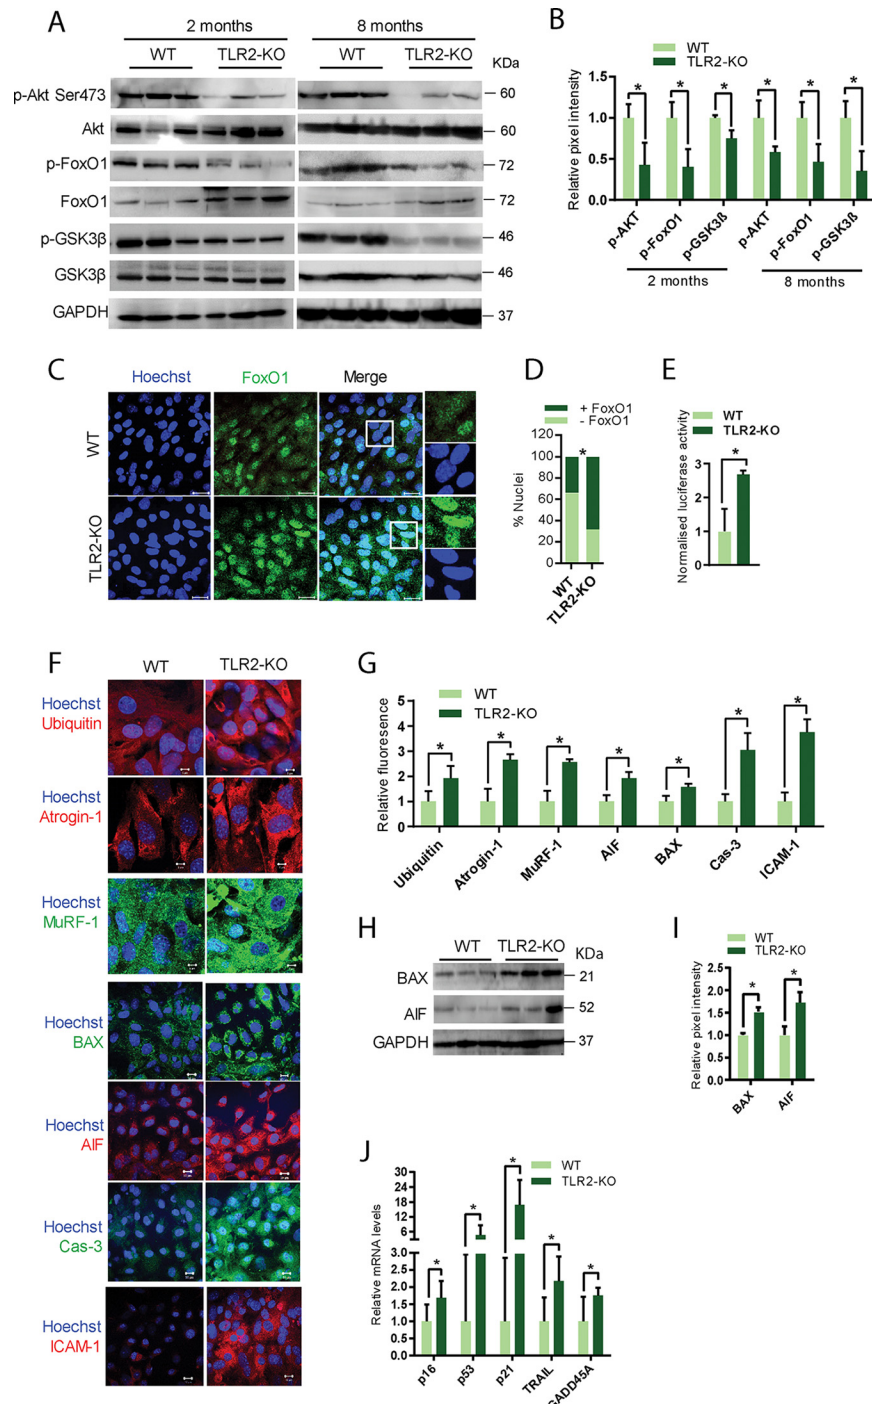 A
2 months
8 months
WT
TLR2-KO
WT
TLR2-KO
KDa
p-Akt Ser473
60
Akt
60
p-FoxO1
72
FoxO1
72
p-GSK3β
46
GSK3β
46
GAPDH
37
B
WT
TLR2-KO
Relative pixel intensity
1.5
1.0
0.5
0.0
* * * * * *
p-AKT
p-FoxO1
p-GSK3ß
p-AKT
p-FoxO1
p-GSK3ß
2 months
8 months
C
Hoechst
FoxO1
Merge
WT
TLR2-KO
D
+ FoxO1
- FoxO1
% Nuclei
120
100
80
60
40
20
0
*
WT
TLR2-KO
E
WT
TLR2-KO
Normalised luciferase activity
3
2
1
0
*
F
WT
TLR2-KO
Hoechst
Ubiquitin
Hoechst
Atrogin-1
Hoechst
MuRF-1
Hoechst
BAX
Hoechst
AIF
Hoechst
Cas-3
Hoechst
ICAM-1
G
WT
TLR2-KO
Relative fluoresence
5
4
3
2
1
0
* * * * * * *
Ubiquitin
Atrogin-1
MuRF-1
AIF
BAX
Cas-3
ICAM-1
H
WT
TLR2-KO
KDa
BAX
21
AIF
52
GAPDH
37
I
WT
TLR2-KO
Relative pixel intensity
2.5
2.0
1.5
1.0
0.5
0.0
* *
BAX
AIF
J
WT
TLR2-KO
Relative mRNA levels
30
24
18
12
6
3.0
2.5
2.0
1.5
1.0
0.5
0.0
* * * * *
p16
p53
p21
TRAIL